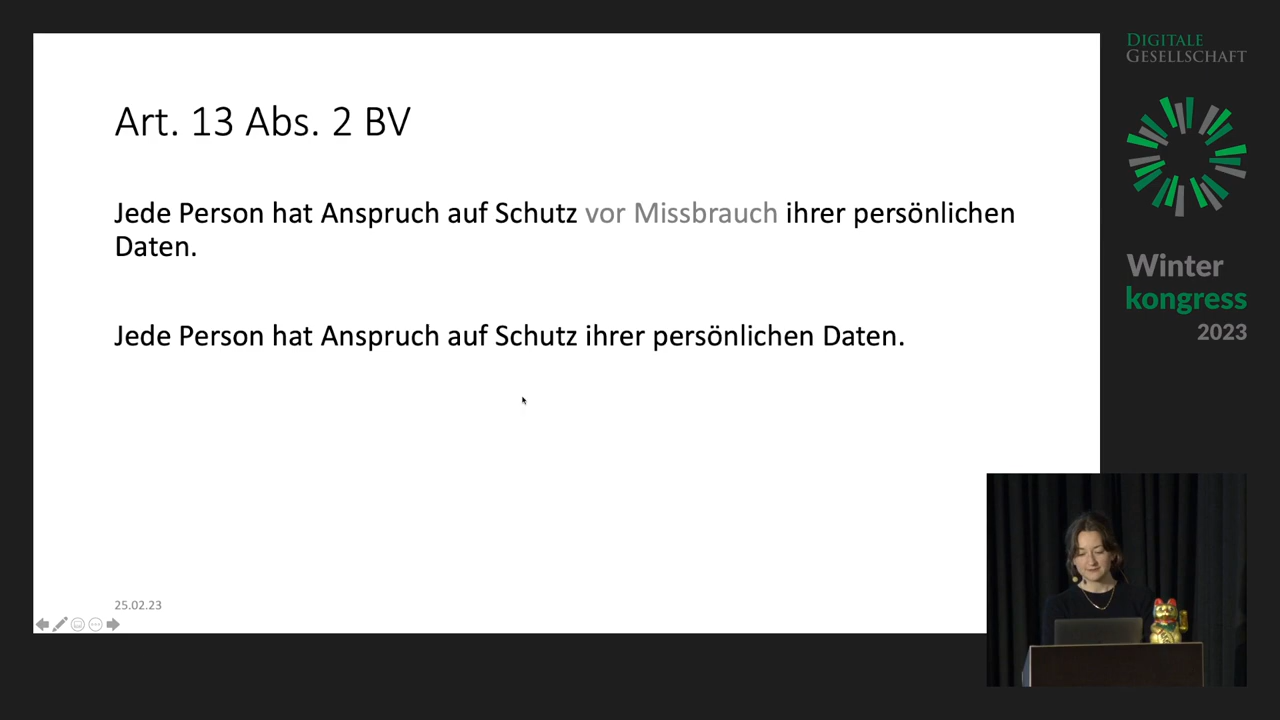 Art. 13 Abs. 2 BV
Jede Person hat Anspruch auf Schutz vor Missbrauch ihrer persönlichen
Daten.
Jede Person hat Anspruch auf Schutz ihrer persönlichen Daten.
25.02.23
DIGITALE
GESELLSCHAFT
Winter
kongress
2023